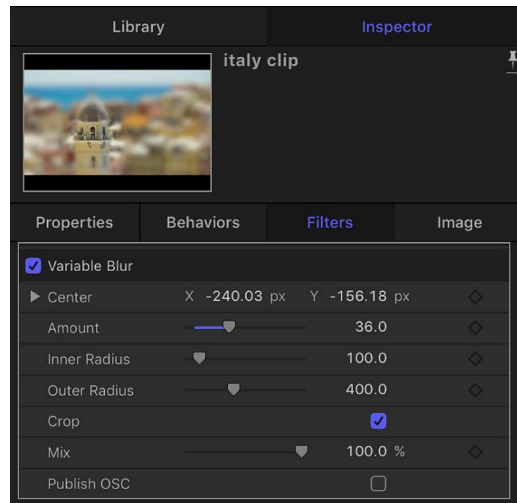 Library Inspector
italy clip
Properties Behaviors Filters Image
Variable Blur
Center X -240.03 px Y -156.18 px
Amount 36.0
Inner Radius 100.0
Outer Radius 400.0
Crop
Mix 100.0 %
Publish OSC